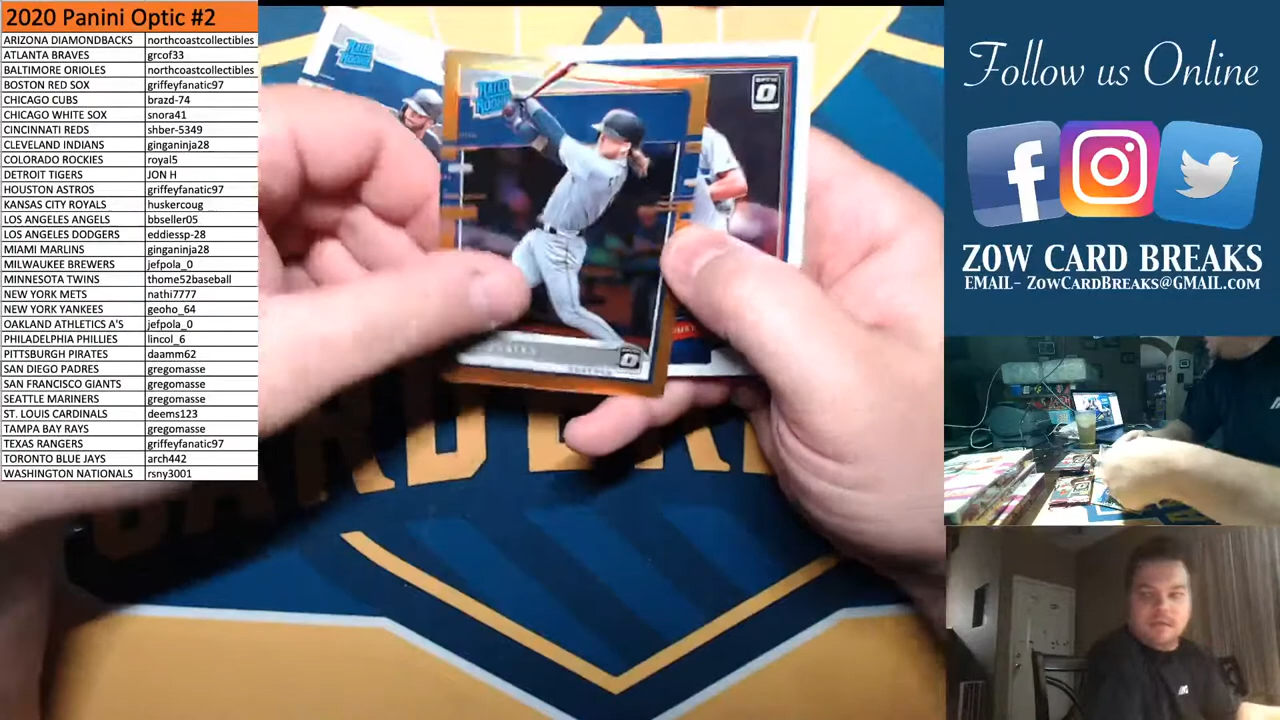 2020 Panini Optic #2
ARIZONA DIAMONDBACKS northcoastcollectibles
ATLANTA BRAVES grcof33
BALTIMORE ORIOLES northcoastcollectibles
BOSTON RED SOX griffeyfanatic97
CHICAGO CUBS brazd-74
CHICAGO WHITE SOX snora41
CINCINNATI REDS shber-5349
CLEVELAND INDIANS ginganinja28
COLORADO ROCKIES royal5
DETROIT TIGERS JON H
HOUSTON ASTROS griffeyfanatic97
KANSAS CITY ROYALS huskercoug
LOS ANGELES ANGELS bbseller05
LOS ANGELES DODGERS eddiessp-28
MIAMI MARLINS ginganinja28
MILWAUKEE BREWERS jefpola_0
MINNESOTA TWINS thome52baseball
NEW YORK METS nathi7777
NEW YORK YANKEES geoho_64
OAKLAND ATHLETICS A'S jefpola_0
PHILADELPHIA PHILLIES lincol_6
PITTSBURGH PIRATES daamm62
SAN DIEGO PADRES gregomasse
SAN FRANCISCO GIANTS gregomasse
SEATTLE MARINERS gregomasse
ST. LOUIS CARDINALS deems123
TAMPA BAY RAYS gregomasse
TEXAS RANGERS griffeyfanatic97
TORONTO BLUE JAYS arch442
WASHINGTON NATIONALS rsny3001
RATED
ROOKIE
RATED
ROOKIE
OPTIC
Follow us Online
ZOW CARD BREAKS
EMAIL- ZowCardBreaks@gmail.com